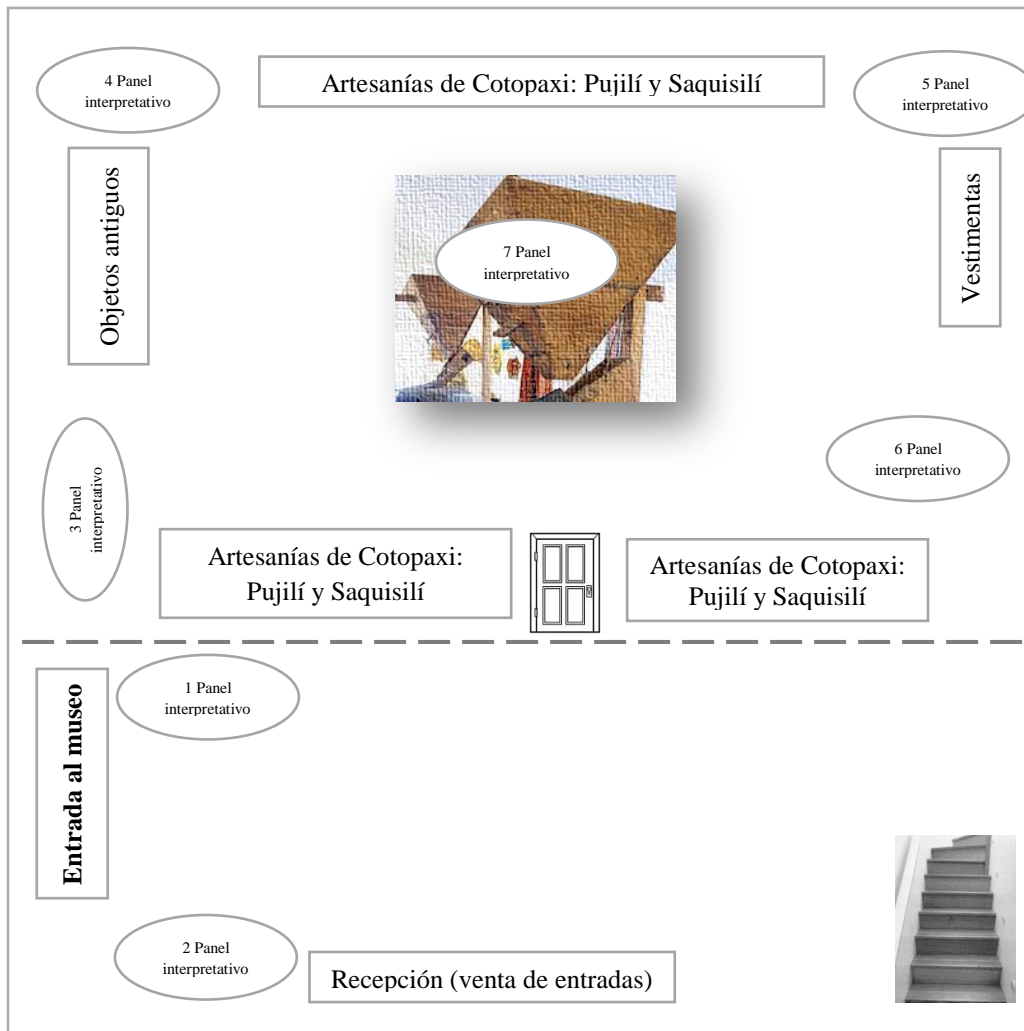 4 Panel
interpretativo
Artesanías de Cotopaxi: Pujilí y Saquisilí
5 Panel
interpretativo
Objetos antiguos
7 Panel
interpretativo
Vestimentas
3 Panel
interpretativo
6 Panel
interpretativo
Artesanías de Cotopaxi:
Pujilí y Saquisilí
Artesanías de Cotopaxi:
Pujilí y Saquisilí
Entrada al museo
1 Panel
interpretativo
2 Panel
interpretativo
Recepción (venta de entradas)